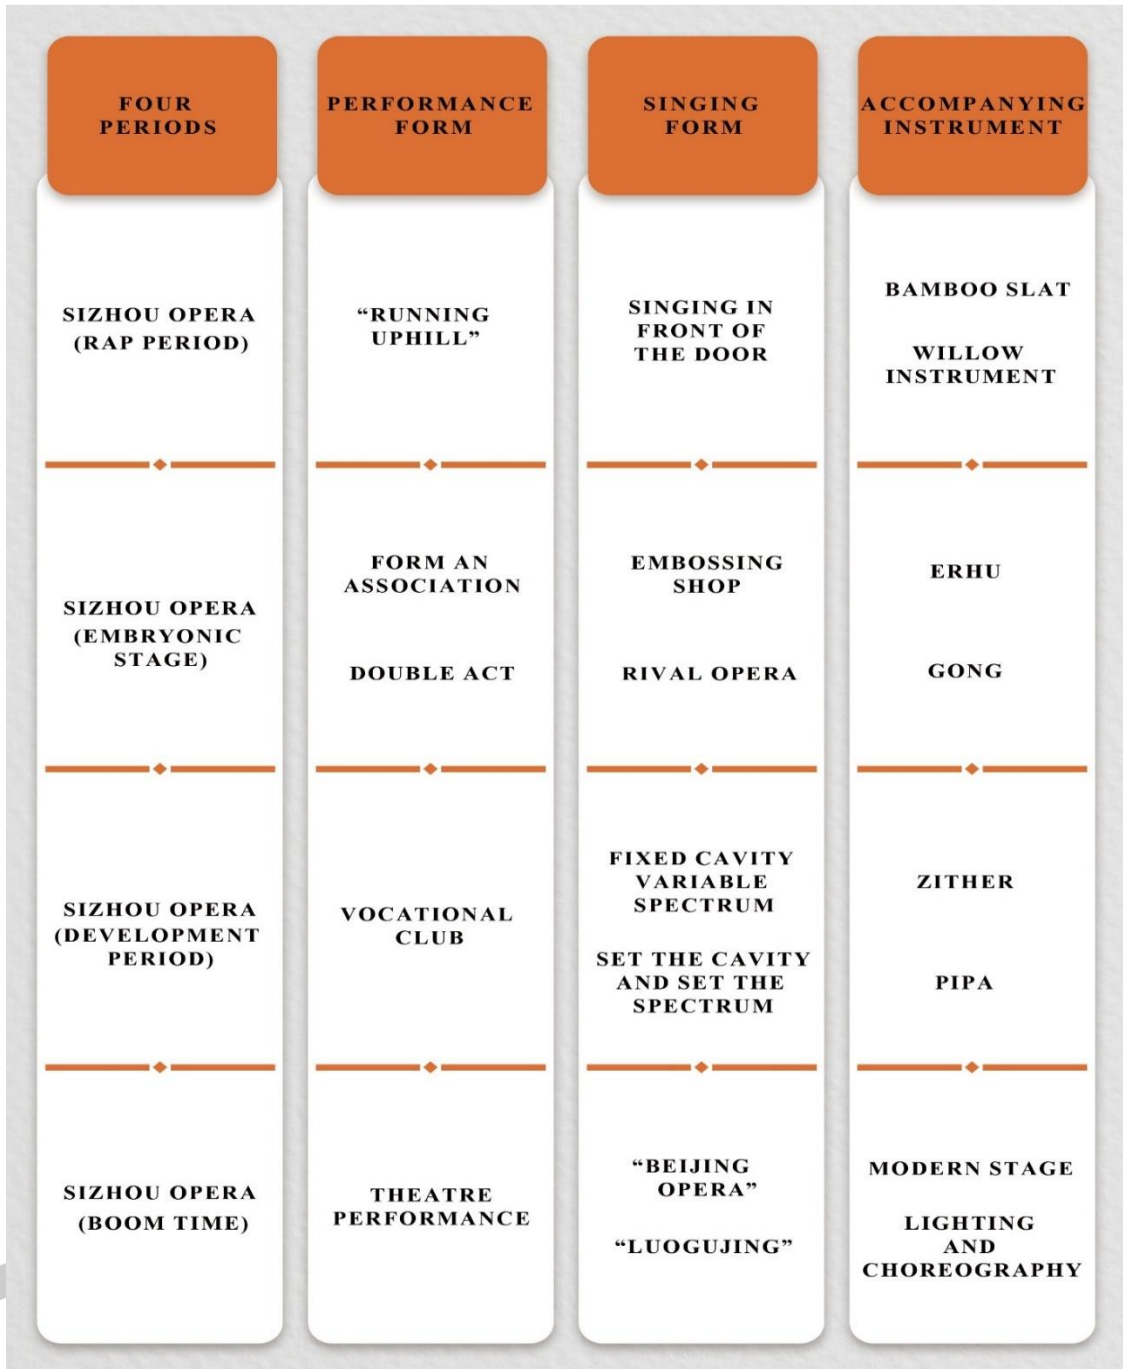 FOUR
PERIODS
PERFORMANCE
FORM
SINGING
FORM
ACCOMPANYING
INSTRUMENT
SIZHOU OPERA
(RAP PERIOD)
“RUNNING
UPHILL”
SINGING IN
FRONT OF
THE DOOR
BAMBOO SLAT
WILLOW
INSTRUMENT
SIZHOU OPERA
(EMBRYONIC
STAGE)
FORM AN
ASSOCIATION
DOUBLE ACT
EMBOSSING
SHOP
RIVAL OPERA
ERHU
GONG
SIZHOU OPERA
(DEVELOPMENT
PERIOD)
VOCATIONAL
CLUB
FIXED CAVITY
VARIABLE
SPECTRUM
SET THE CAVITY
AND SET THE
SPECTRUM
ZITHER
PIPA
SIZHOU OPERA
(BOOM TIME)
THEATRE
PERFORMANCE
“BEIJING
OPERA”
“LUOGUJING”
MODERN STAGE
LIGHTING
AND
CHOREOGRAPHY